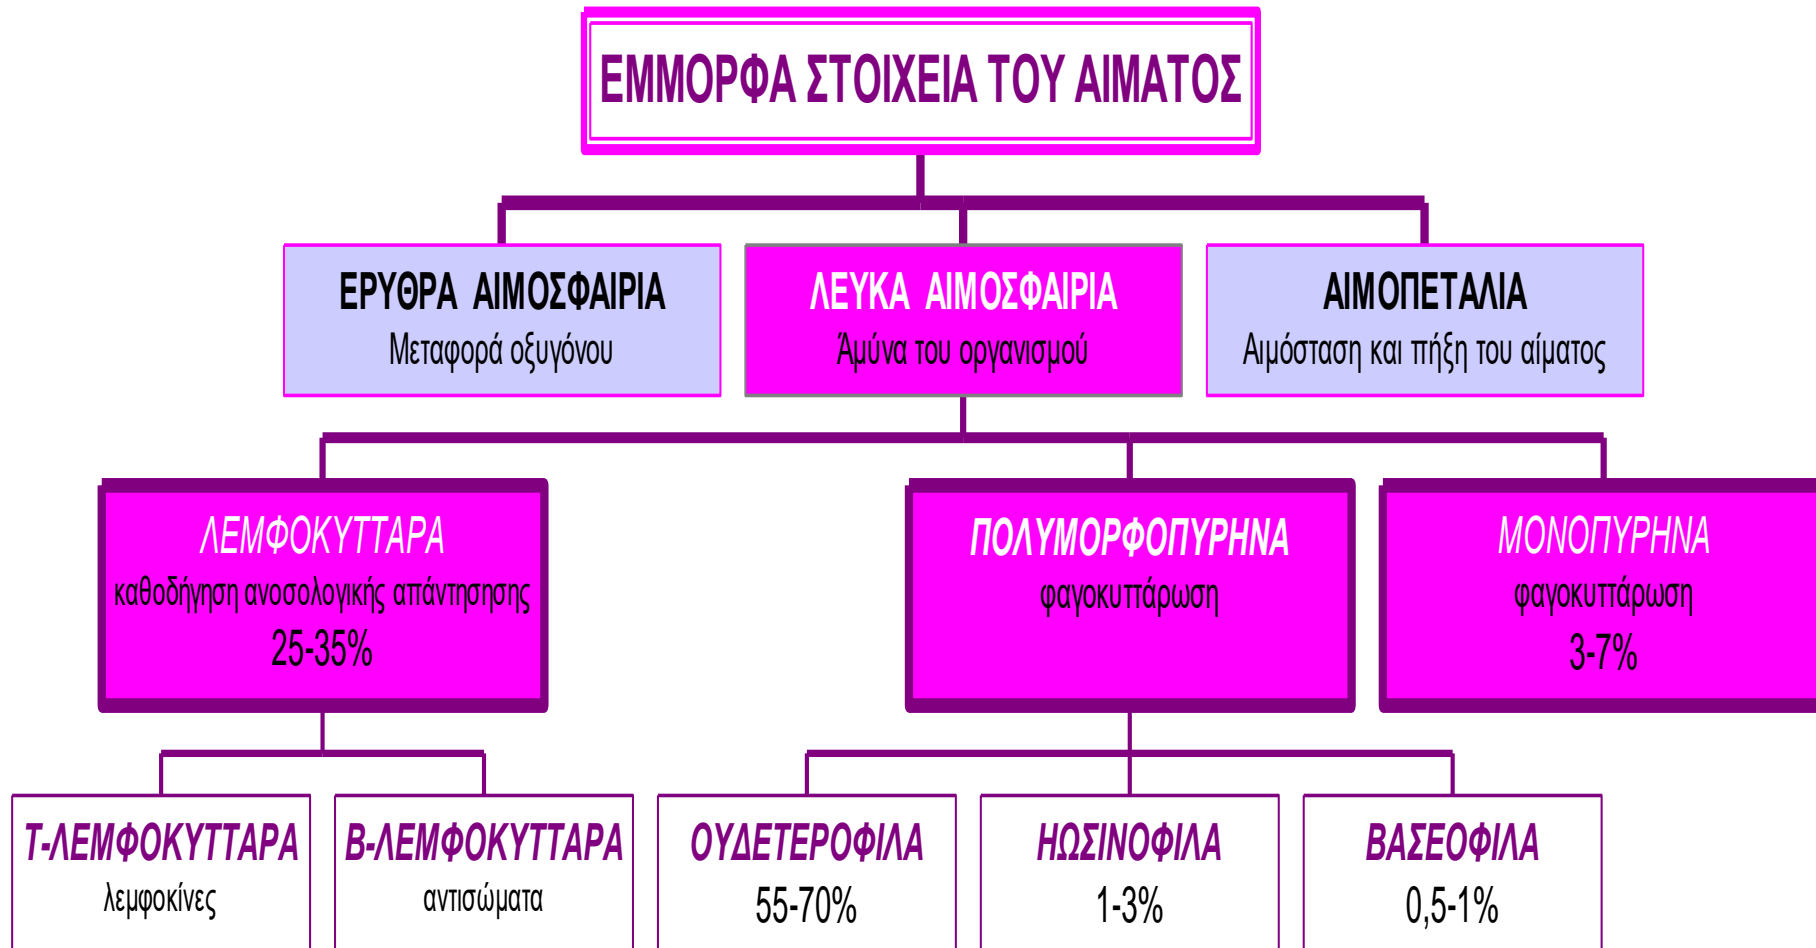 ΕΜΜΟΡΦΑ ΣΤΟΙΧΕΙΑ ΤΟΥ ΑΙΜΑΤΟΣ
ΕΡΥΘΡΑ ΑΙΜΟΣΦΑΙΡΙΑ
Μεταφορά οξυγόνου
ΛΕΥΚΑ ΑΙΜΟΣΦΑΙΡΙΑ
Άμύνα του οργανισμού
ΑΙΜΟΠΕΤΑΛΙΑ
Αιμόσταση και πήξη του αίματος
ΛΕΜΦΟΚΥΤΤΑΡΑ
καθοδήγηση ανοσολογικής απάντησησης
25-35%
ΠΟΛΥΜΟΡΦΟΠΥΡΗΝΑ
φαγοκυττάρωση
ΜΟΝΟΠΥΡΗΝΑ
φαγοκυττάρωση
3-7%
Τ-ΛΕΜΦΟΚΥΤΤΑΡΑ
λεμφοκίνες
Β-ΛΕΜΦΟΚΥΤΤΑΡΑ
αντισώματα
ΟΥΔΕΤΕΡΟΦΙΛΑ
55-70%
ΗΩΣΙΝΟΦΙΛΑ
1-3%
ΒΑΣΕΟΦΙΛΑ
0,5-1%